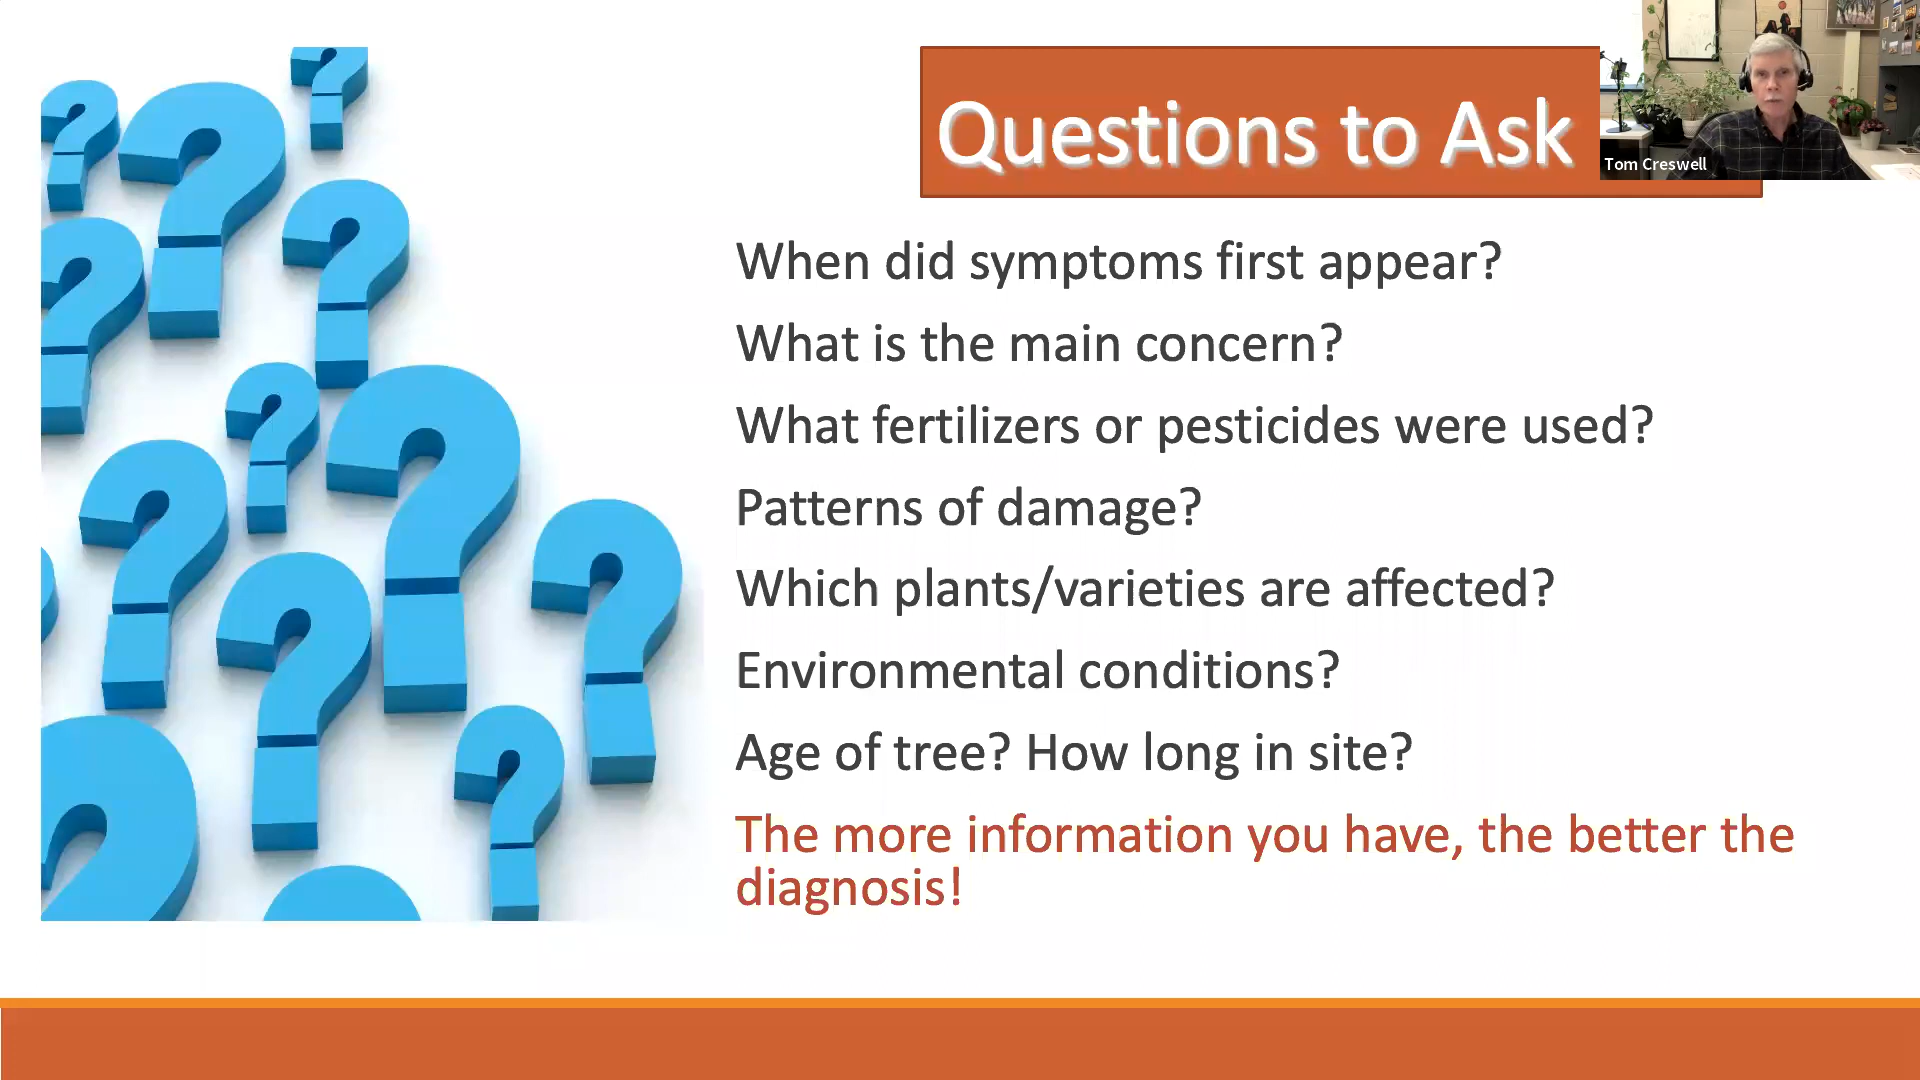 Questions to Ask
Tom Creswell
When did symptoms first appear?
What is the main concern?
What fertilizers or pesticides were used?
Patterns of damage?
Which plants/varieties are affected?
Environmental conditions?
Age of tree? How long in site?
The more information you have, the better the
diagnosis!